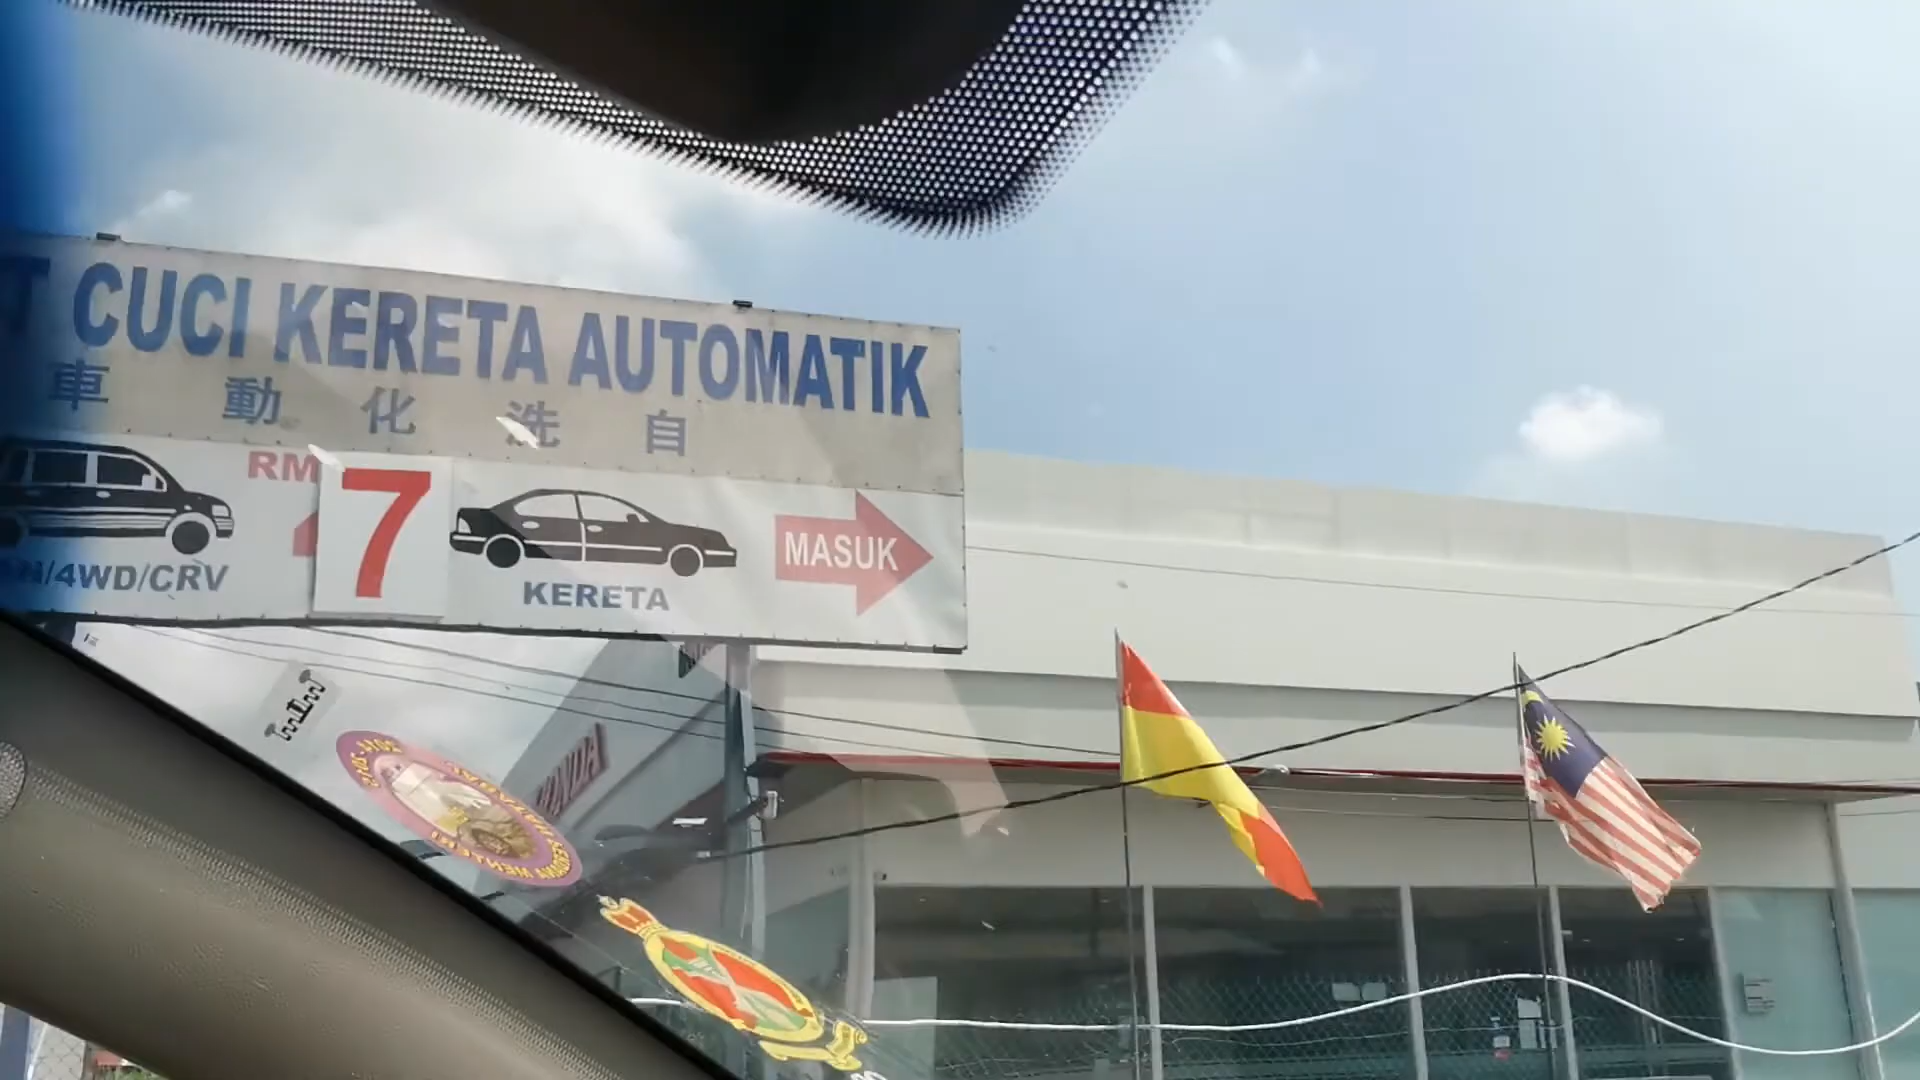 T CUCI KERETA AUTOMATIK
車 動 化 洗 自
RM 7
/4WD/CRV
KERETA
MASUK